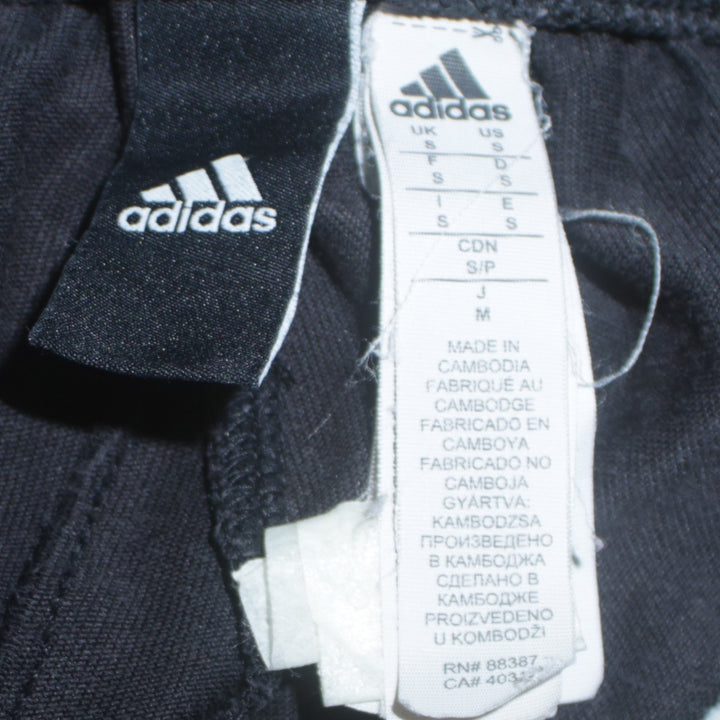 adidas
adidas
UK US
S S
F D
S S
I E
S S
CDN
S/P
J
M
MADE IN
CAMBODIA
FABRIQUÉ AU
CAMBODGE
FABRICADO EN
CAMBOYA
FABRICADO NO
CAMBOJA
GYÁRTVA:
KAMBODZSA
ПРОИЗВЕДЕНО
В КАМБОДЖА
СДЕЛАНО В
КАМБОДЖЕ
PROIZVEDENO
U KOMBODŽI
RN# 88387
CA#